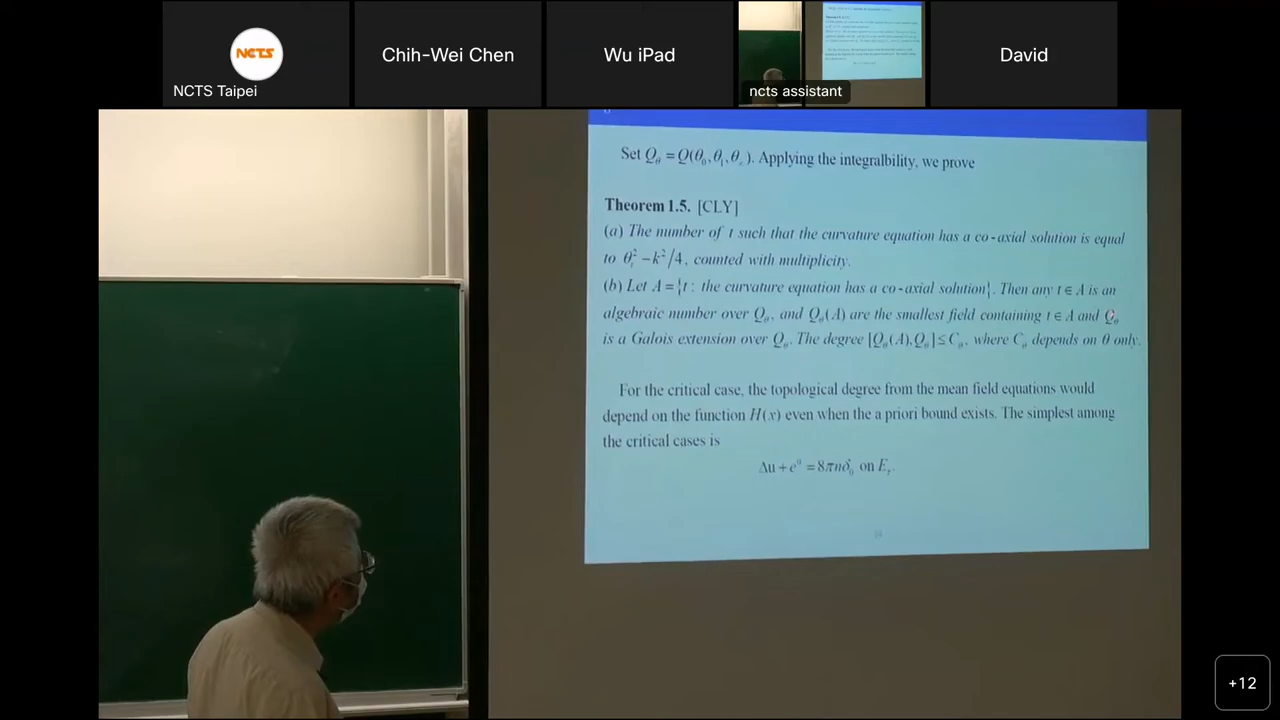 NCTS
NCTS Taipei
Chih-Wei Chen
Wu iPad
ncts assistant
David
Set Q_θ = Q(θ_0, θ_1, θ_t). Applying the integralbility, we prove
Theorem 1.5. [CLY]
(a) The number of t such that the curvature equation has a co-axial solution is equal
to θ_t^2 − k^2/4, counted with multiplicity.
(b) Let A = {t : the curvature equation has a co-axial solution}. Then any t ∈ A is an
algebraic number over Q_θ, and Q_θ(A) are the smallest field containing t ∈ A and Q_θ
is a Galois extension over Q_θ. The degree [Q_θ(A), Q_θ] ≤ C_θ, where C_θ depends on θ only.
For the critical case, the topological degree from the mean field equations would
depend on the function H(x) even when the a priori bound exists. The simplest among
the critical cases is
Δu + e^u = 8πnδ_0 on E_τ.
+12